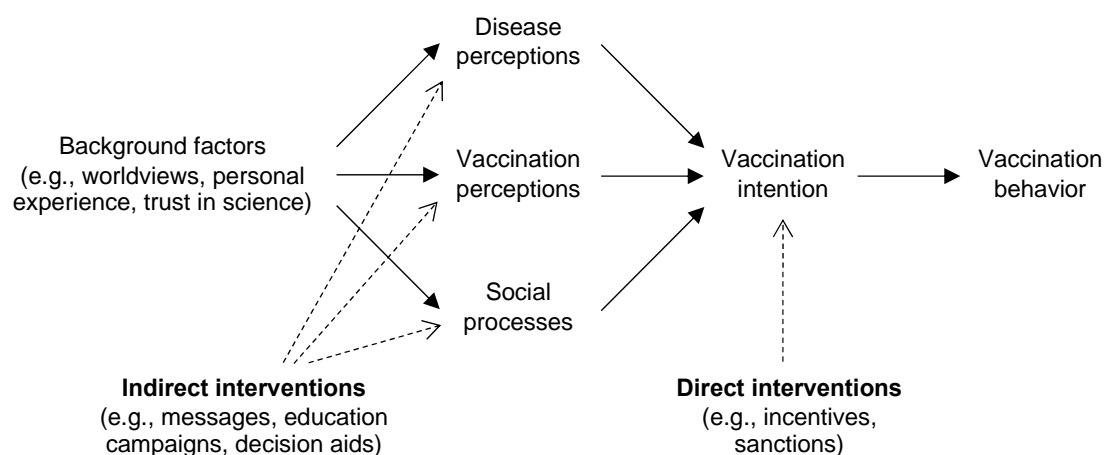 Disease
perceptions
Background factors
(e.g., worldviews, personal
experience, trust in science)
Vaccination
perceptions
Vaccination
intention
Vaccination
behavior
Social
processes
Indirect interventions
(e.g., messages, education
campaigns, decision aids)
Direct interventions
(e.g., incentives,
sanctions)